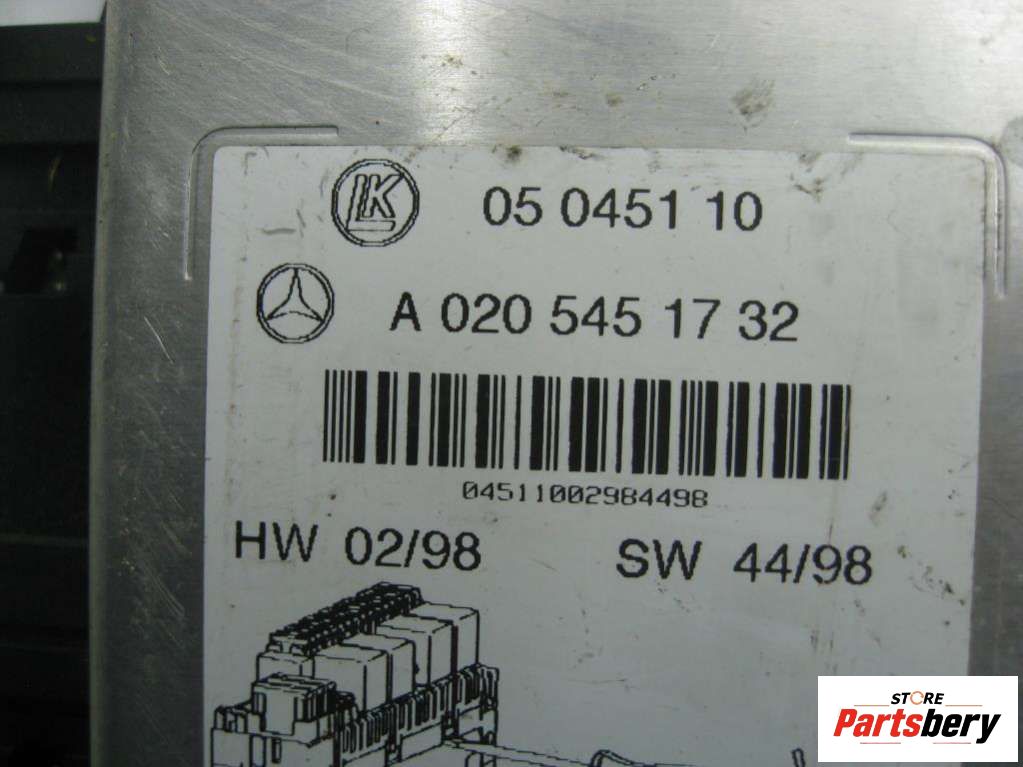 LK 05 0451 10
A 020 545 17 32
04511002984498
HW 02/98 SW 44/98
STORE
Partsbery